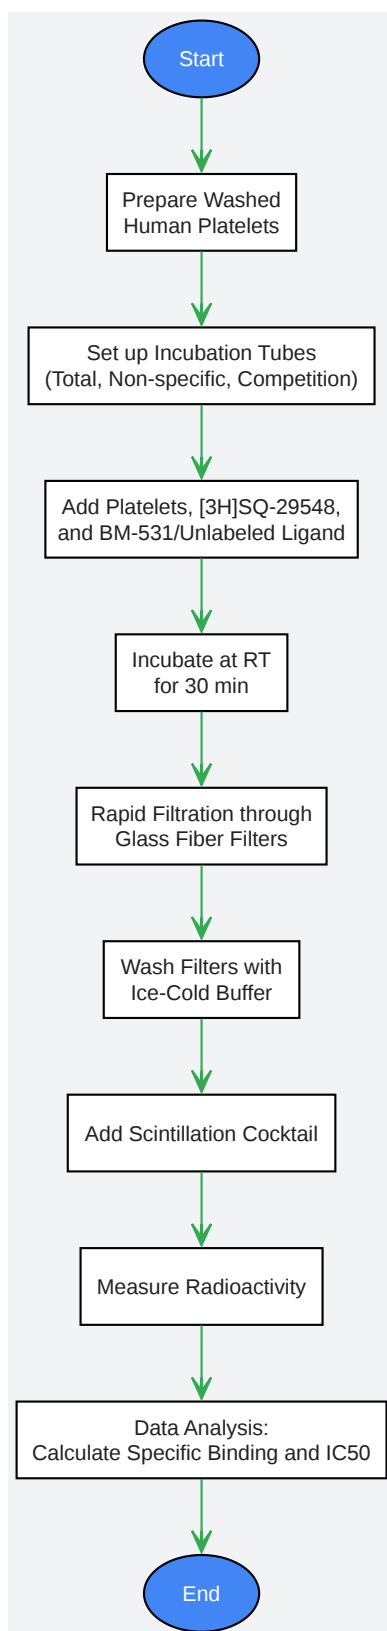 Start
Prepare Washed
Human Platelets
Set up Incubation Tubes
(Total, Non-specific, Competition)
Add Platelets, [3H]SQ-29548,
and BM-531/Unlabeled Ligand
Incubate at RT
for 30 min
Rapid Filtration through
Glass Fiber Filters
Wash Filters with
Ice-Cold Buffer
Add Scintillation Cocktail
Measure Radioactivity
Data Analysis:
Calculate Specific Binding and IC50
End